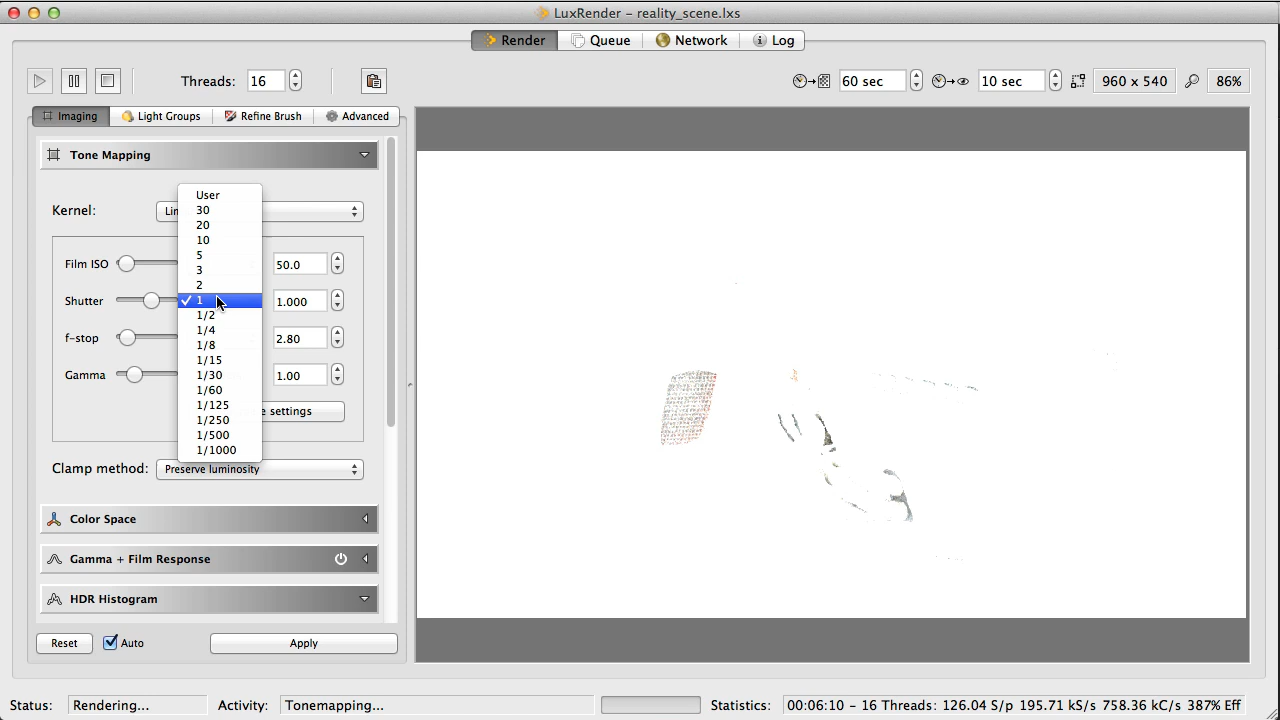 LuxRender – reality_scene.lxs
Render Queue Network Log
Threads: 16 60 sec 10 sec 960 x 540 86%
Imaging Light Groups Refine Brush Advanced
Tone Mapping
User
Kernel: Lin
30
20
10
5
Film ISO 50.0
3
2
Shutter 1 1.000
1/2
1/4
f-stop 2.80
1/8
1/15
Gamma 1/30 1.00
1/60
1/125
e settings
1/250
1/500
1/1000
Clamp method: Preserve luminosity
Color Space
Gamma + Film Response
HDR Histogram
Reset Auto Apply
Status: Rendering... Activity: Tonemapping... Statistics: 00:06:10 – 16 Threads: 126.04 S/p 195.71 kS/s 758.36 kC/s 387% Eff